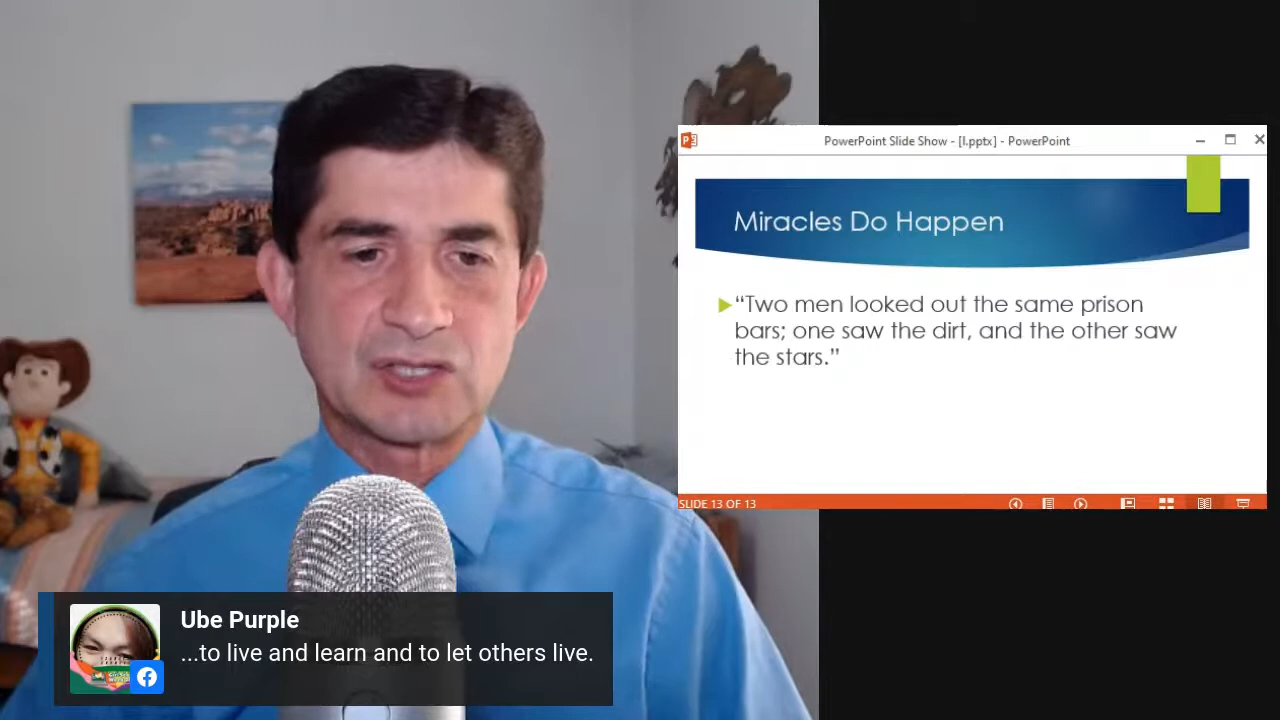 PowerPoint Slide Show - [I.pptx] - PowerPoint
Miracles Do Happen
“Two men looked out the same prison
bars; one saw the dirt, and the other saw
the stars.”
SLIDE 13 OF 13
Ube Purple
...to live and learn and to let others live.